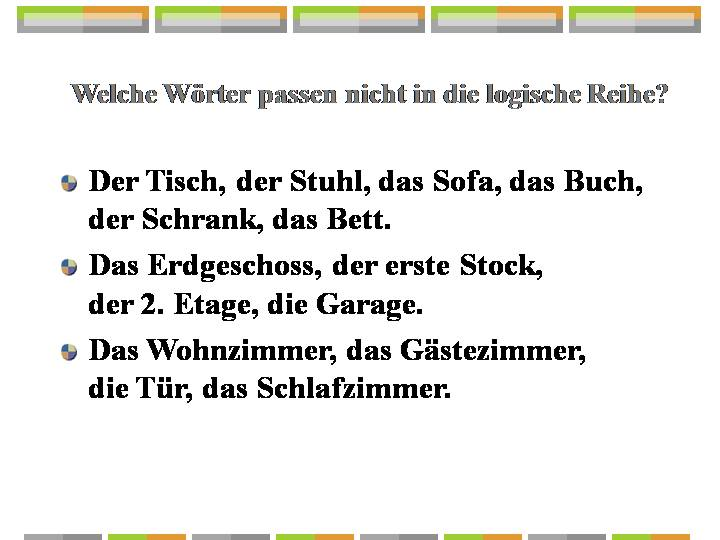 Welche Wörter passen nicht in die logische Reihe?
Der Tisch, der Stuhl, das Sofa, das Buch,
der Schrank, das Bett.
Das Erdgeschoss, der erste Stock,
der 2. Etage, die Garage.
Das Wohnzimmer, das Gästezimmer,
die Tür, das Schlafzimmer.